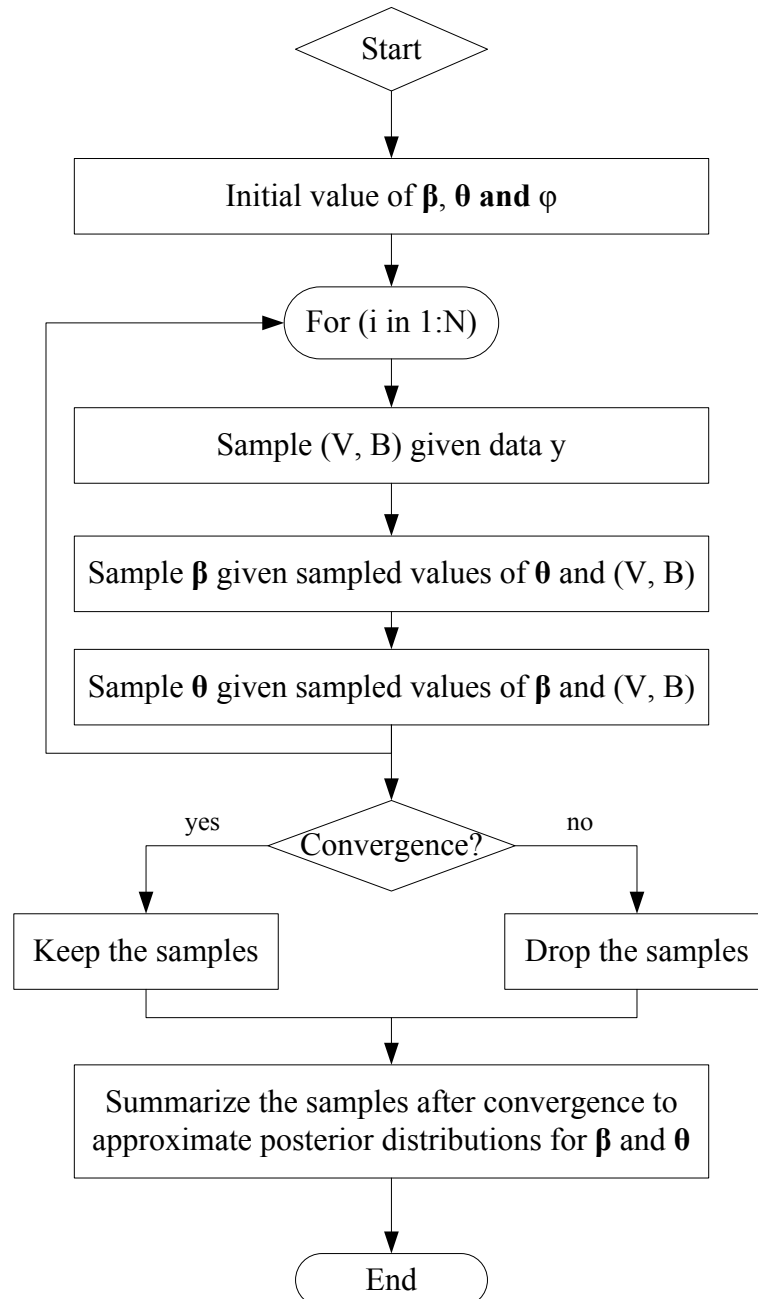 Start
Initial value of β, θ and φ
For (i in 1:N)
Sample (V, B) given data y
Sample β given sampled values of θ and (V, B)
Sample θ given sampled values of β and (V, B)
yes
no
Convergence?
Keep the samples
Drop the samples
Summarize the samples after convergence to
approximate posterior distributions for β and θ
End